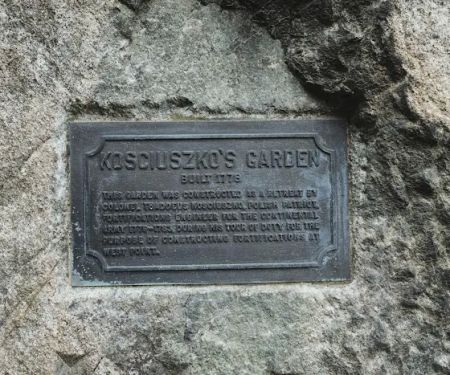 KOSCIUSZKO'S GARDEN
BUILT 1778
THIS GARDEN WAS CONSTRUCTED AS A RETREAT BY
COLONEL THADDEUS KOSCIUSZKO, POLISH PATRIOT,
FORTIFICATIONS ENGINEER FOR THE CONTINENTAL
ARMY 1776-1783, DURING HIS TOUR OF DUTY FOR THE
PURPOSE OF CONSTRUCTING FORTIFICATIONS AT
WEST POINT.